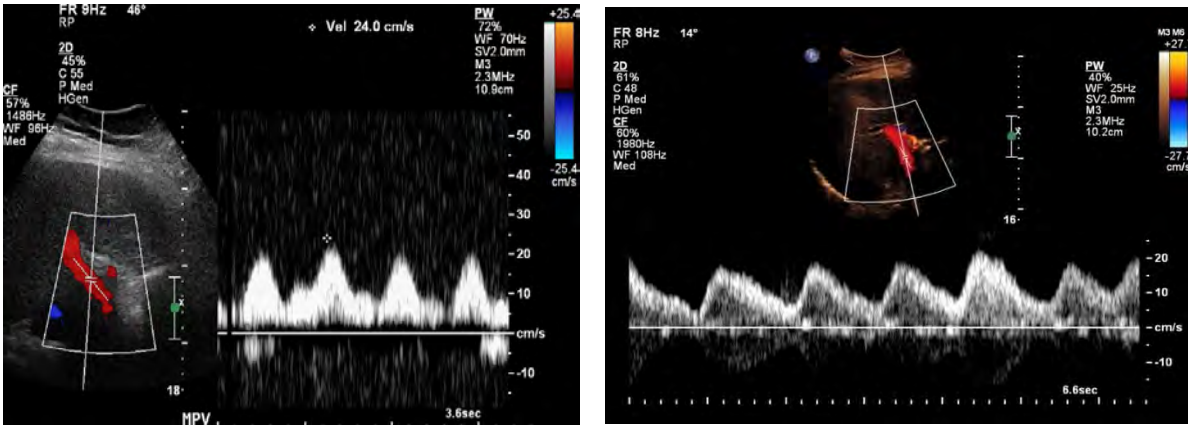 FR 9Hz 46°
RP
2D
45%
C 55
P Med
HGen
CF
57%
1486Hz
WF 96Hz
Med
Vel 24.0 cm/s
PW
72%
WF 70Hz
SV2.0mm
M3
2.3MHz
10.9cm
+25.4
-25.4
cm/s
50
40
30
20
10
cm/s
-10
18
MPV
3.6sec
FR 8Hz 14°
RP
2D
61%
C 48
P Med
HGen
CF
60%
1980Hz
WF 108Hz
Med
PW
40%
WF 25Hz
SV2.0mm
M3
2.3MHz
10.2cm
M3 M6
+27.
-27.7
cm/s
16
20
10
cm/s
-10
6.6sec